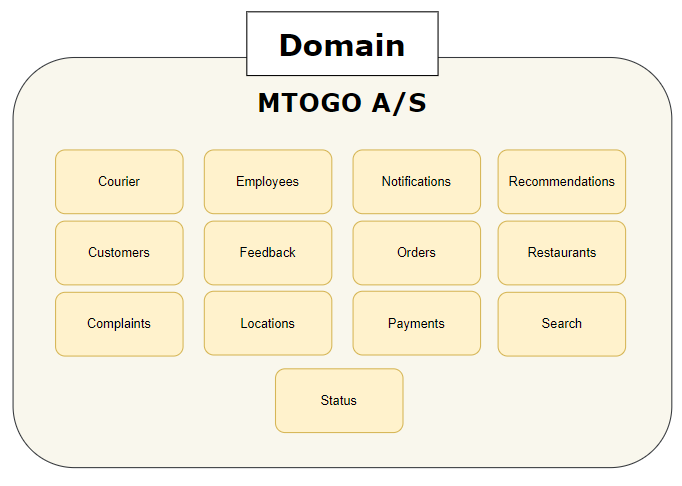 Domain
MTOGO A/S
Courier
Employees
Notifications
Recommendations
Customers
Feedback
Orders
Restaurants
Complaints
Locations
Payments
Search
Status